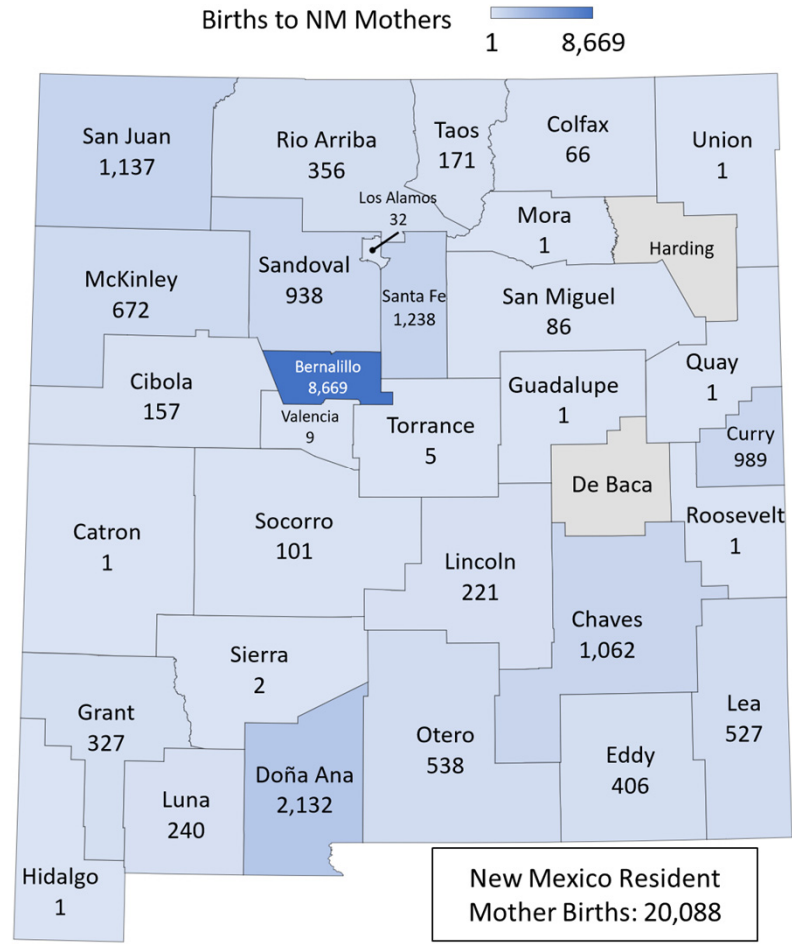 Births to NM Mothers
1
8,669
San Juan
1,137
Rio Arriba
356
Taos
171
Colfax
66
Union
1
Los Alamos
32
Mora
1
Harding
McKinley
672
Sandoval
938
Santa Fe
1,238
San Miguel
86
Bernalillo
8,669
Quay
1
Cibola
157
Valencia
9
Torrance
5
Guadalupe
1
Curry
989
De Baca
Roosevelt
1
Catron
1
Socorro
101
Lincoln
221
Chaves
1,062
Sierra
2
Grant
327
Otero
538
Lea
527
Eddy
406
Doña Ana
2,132
Luna
240
Hidalgo
1
New Mexico Resident
Mother Births: 20,088